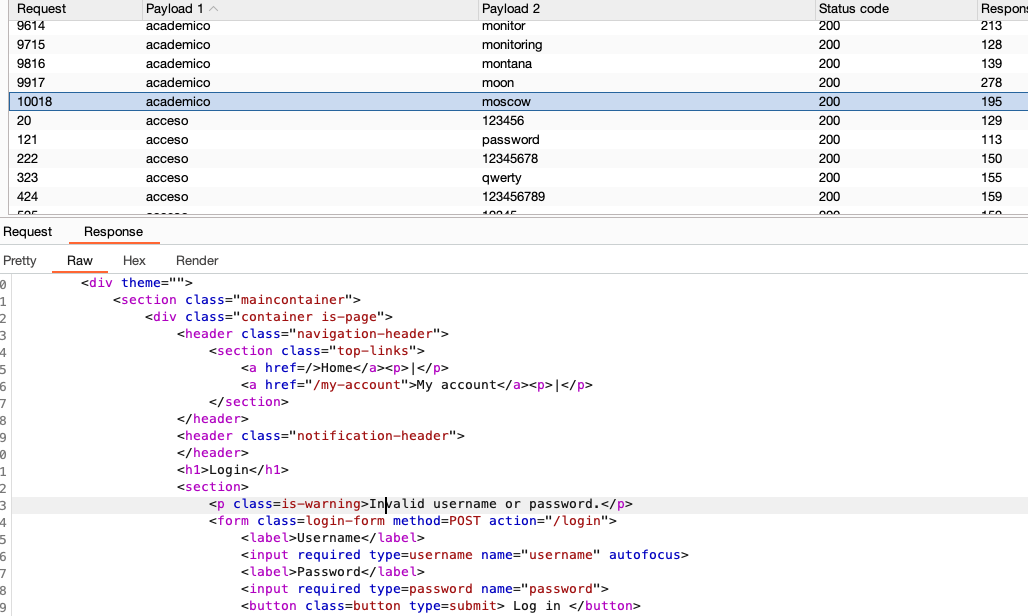 Request Payload 1 Payload 2 Status code Respon
9614 academico monitor 200 213
9715 academico monitoring 200 128
9816 academico montana 200 139
9917 academico moon 200 278
10018 academico moscow 200 195
20 acceso 123456 200 129
121 acceso password 200 113
222 acceso 12345678 200 150
323 acceso qwerty 200 155
424 acceso 123456789 200 159
Request Response
Pretty Raw Hex Render
0 <div theme="">
1 <section class="maincontainer">
2 <div class="container is-page">
3 <header class="navigation-header">
4 <section class="top-links">
5 <a href=/>Home</a><p>|</p>
6 <a href="/my-account">My account</a><p>|</p>
7 </section>
8 </header>
9 <header class="notification-header">
0 </header>
1 <h1>Login</h1>
2 <section>
3 <p class=is-warning>Invalid username or password.</p>
4 <form class=login-form method=POST action="/login">
5 <label>Username</label>
6 <input required type=username name="username" autofocus>
7 <label>Password</label>
8 <input required type=password name="password">
9 <button class=button type=submit> Log in </button>